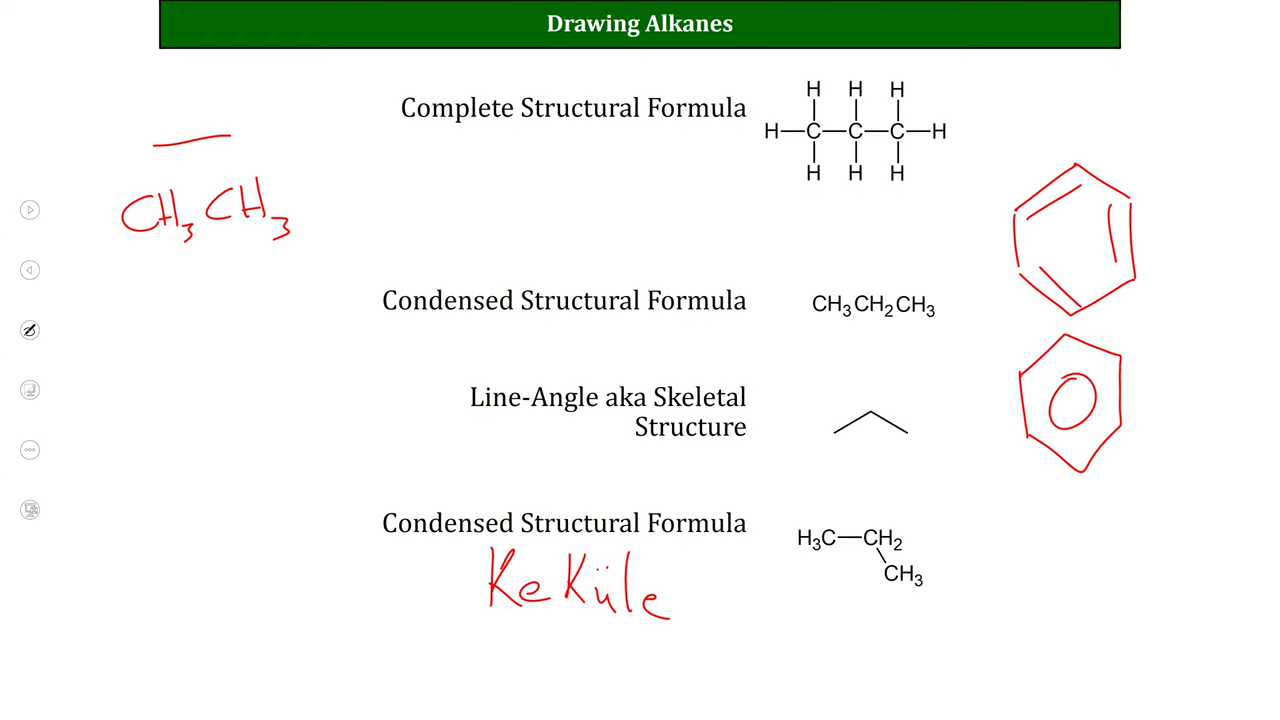 Drawing Alkanes
Complete Structural Formula
H H H
H—C—C—C—H
H H H
CH₃CH₃
Condensed Structural Formula
CH₃CH₂CH₃
Line-Angle aka Skeletal
Structure
Condensed Structural Formula
H₃C—CH₂
CH₃
KeKüle